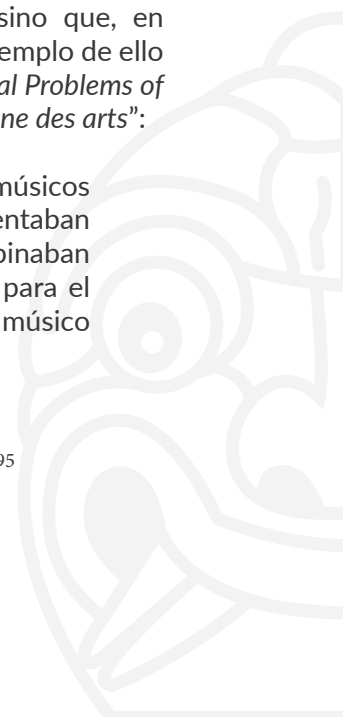 sino que, en
emplo de ello
al Problems of
ne des arts”:
músicos
entaban
binaban
para el
músico
95